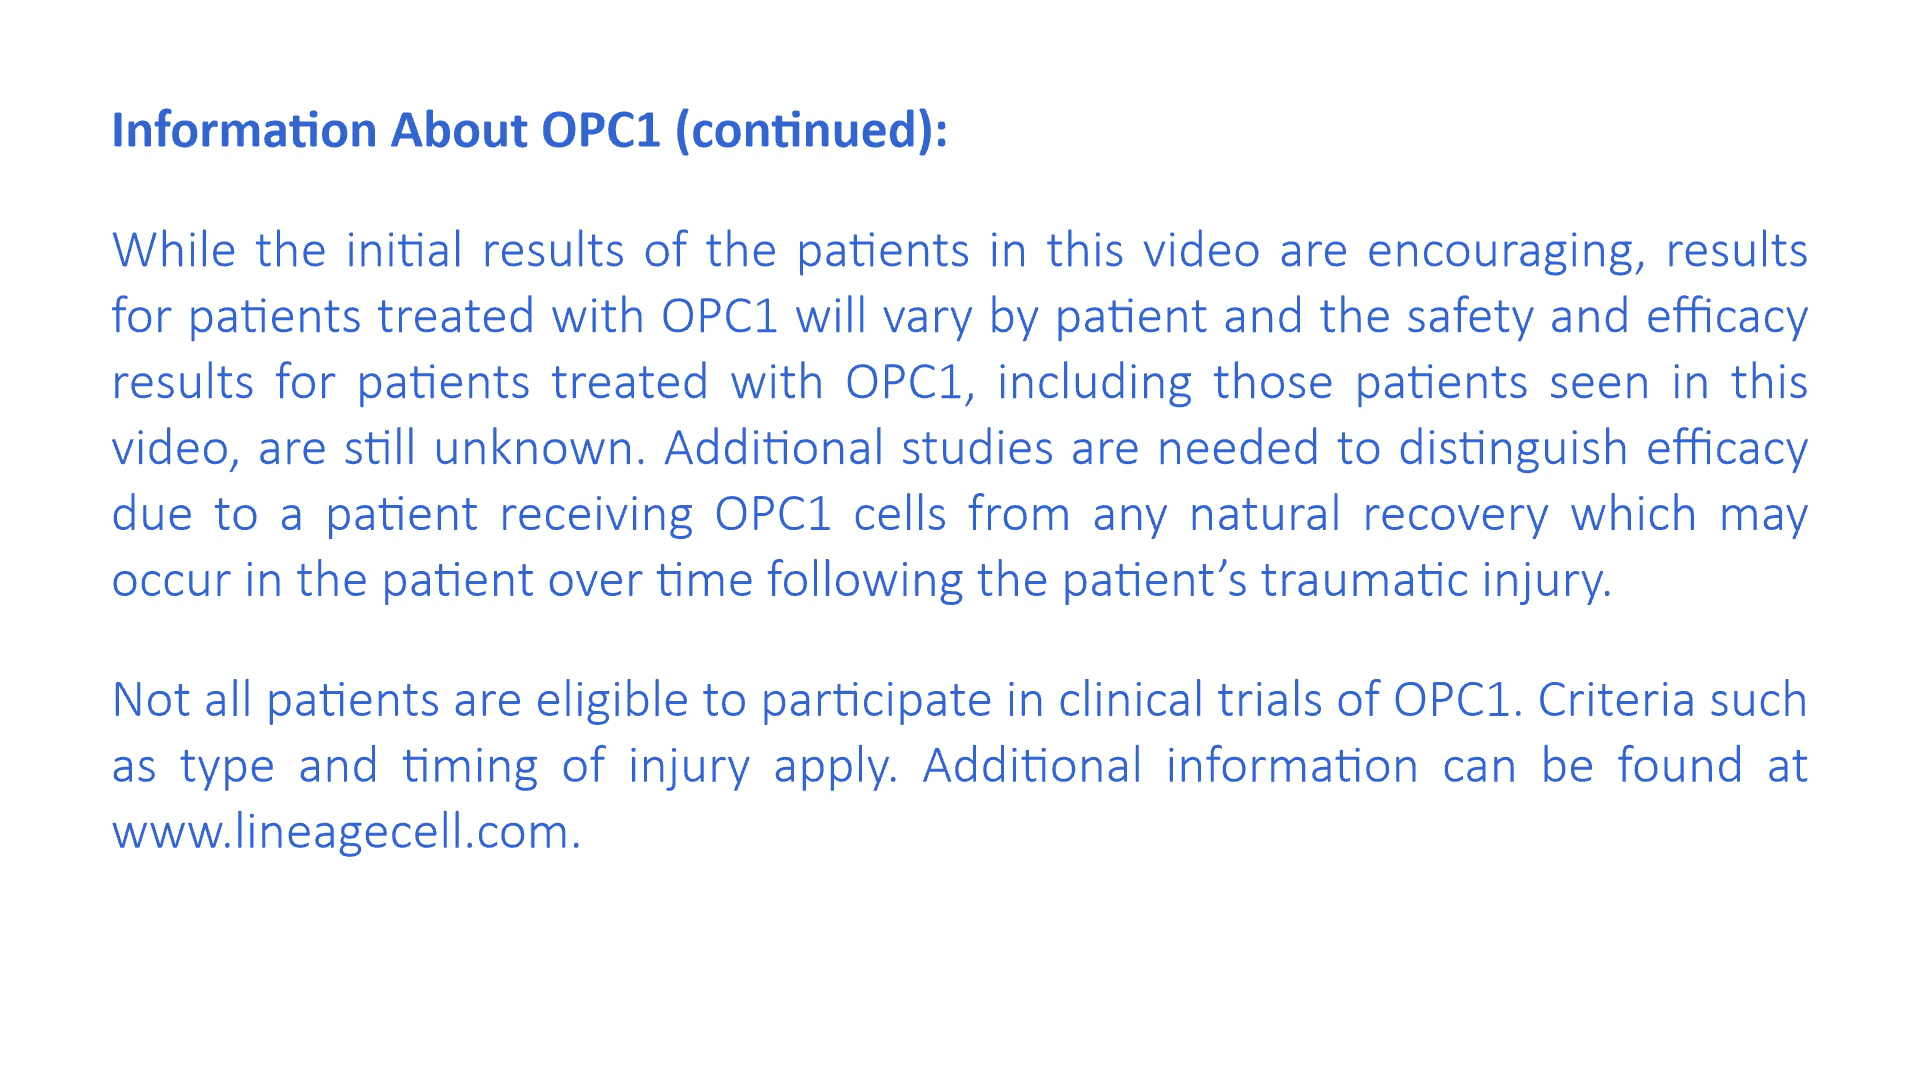 Information About OPC1 (continued):
While the initial results of the patients in this video are encouraging, results
for patients treated with OPC1 will vary by patient and the safety and efficacy
results for patients treated with OPC1, including those patients seen in this
video, are still unknown. Additional studies are needed to distinguish efficacy
due to a patient receiving OPC1 cells from any natural recovery which may
occur in the patient over time following the patient’s traumatic injury.
Not all patients are eligible to participate in clinical trials of OPC1. Criteria such
as type and timing of injury apply. Additional information can be found at
www.lineagecell.com.